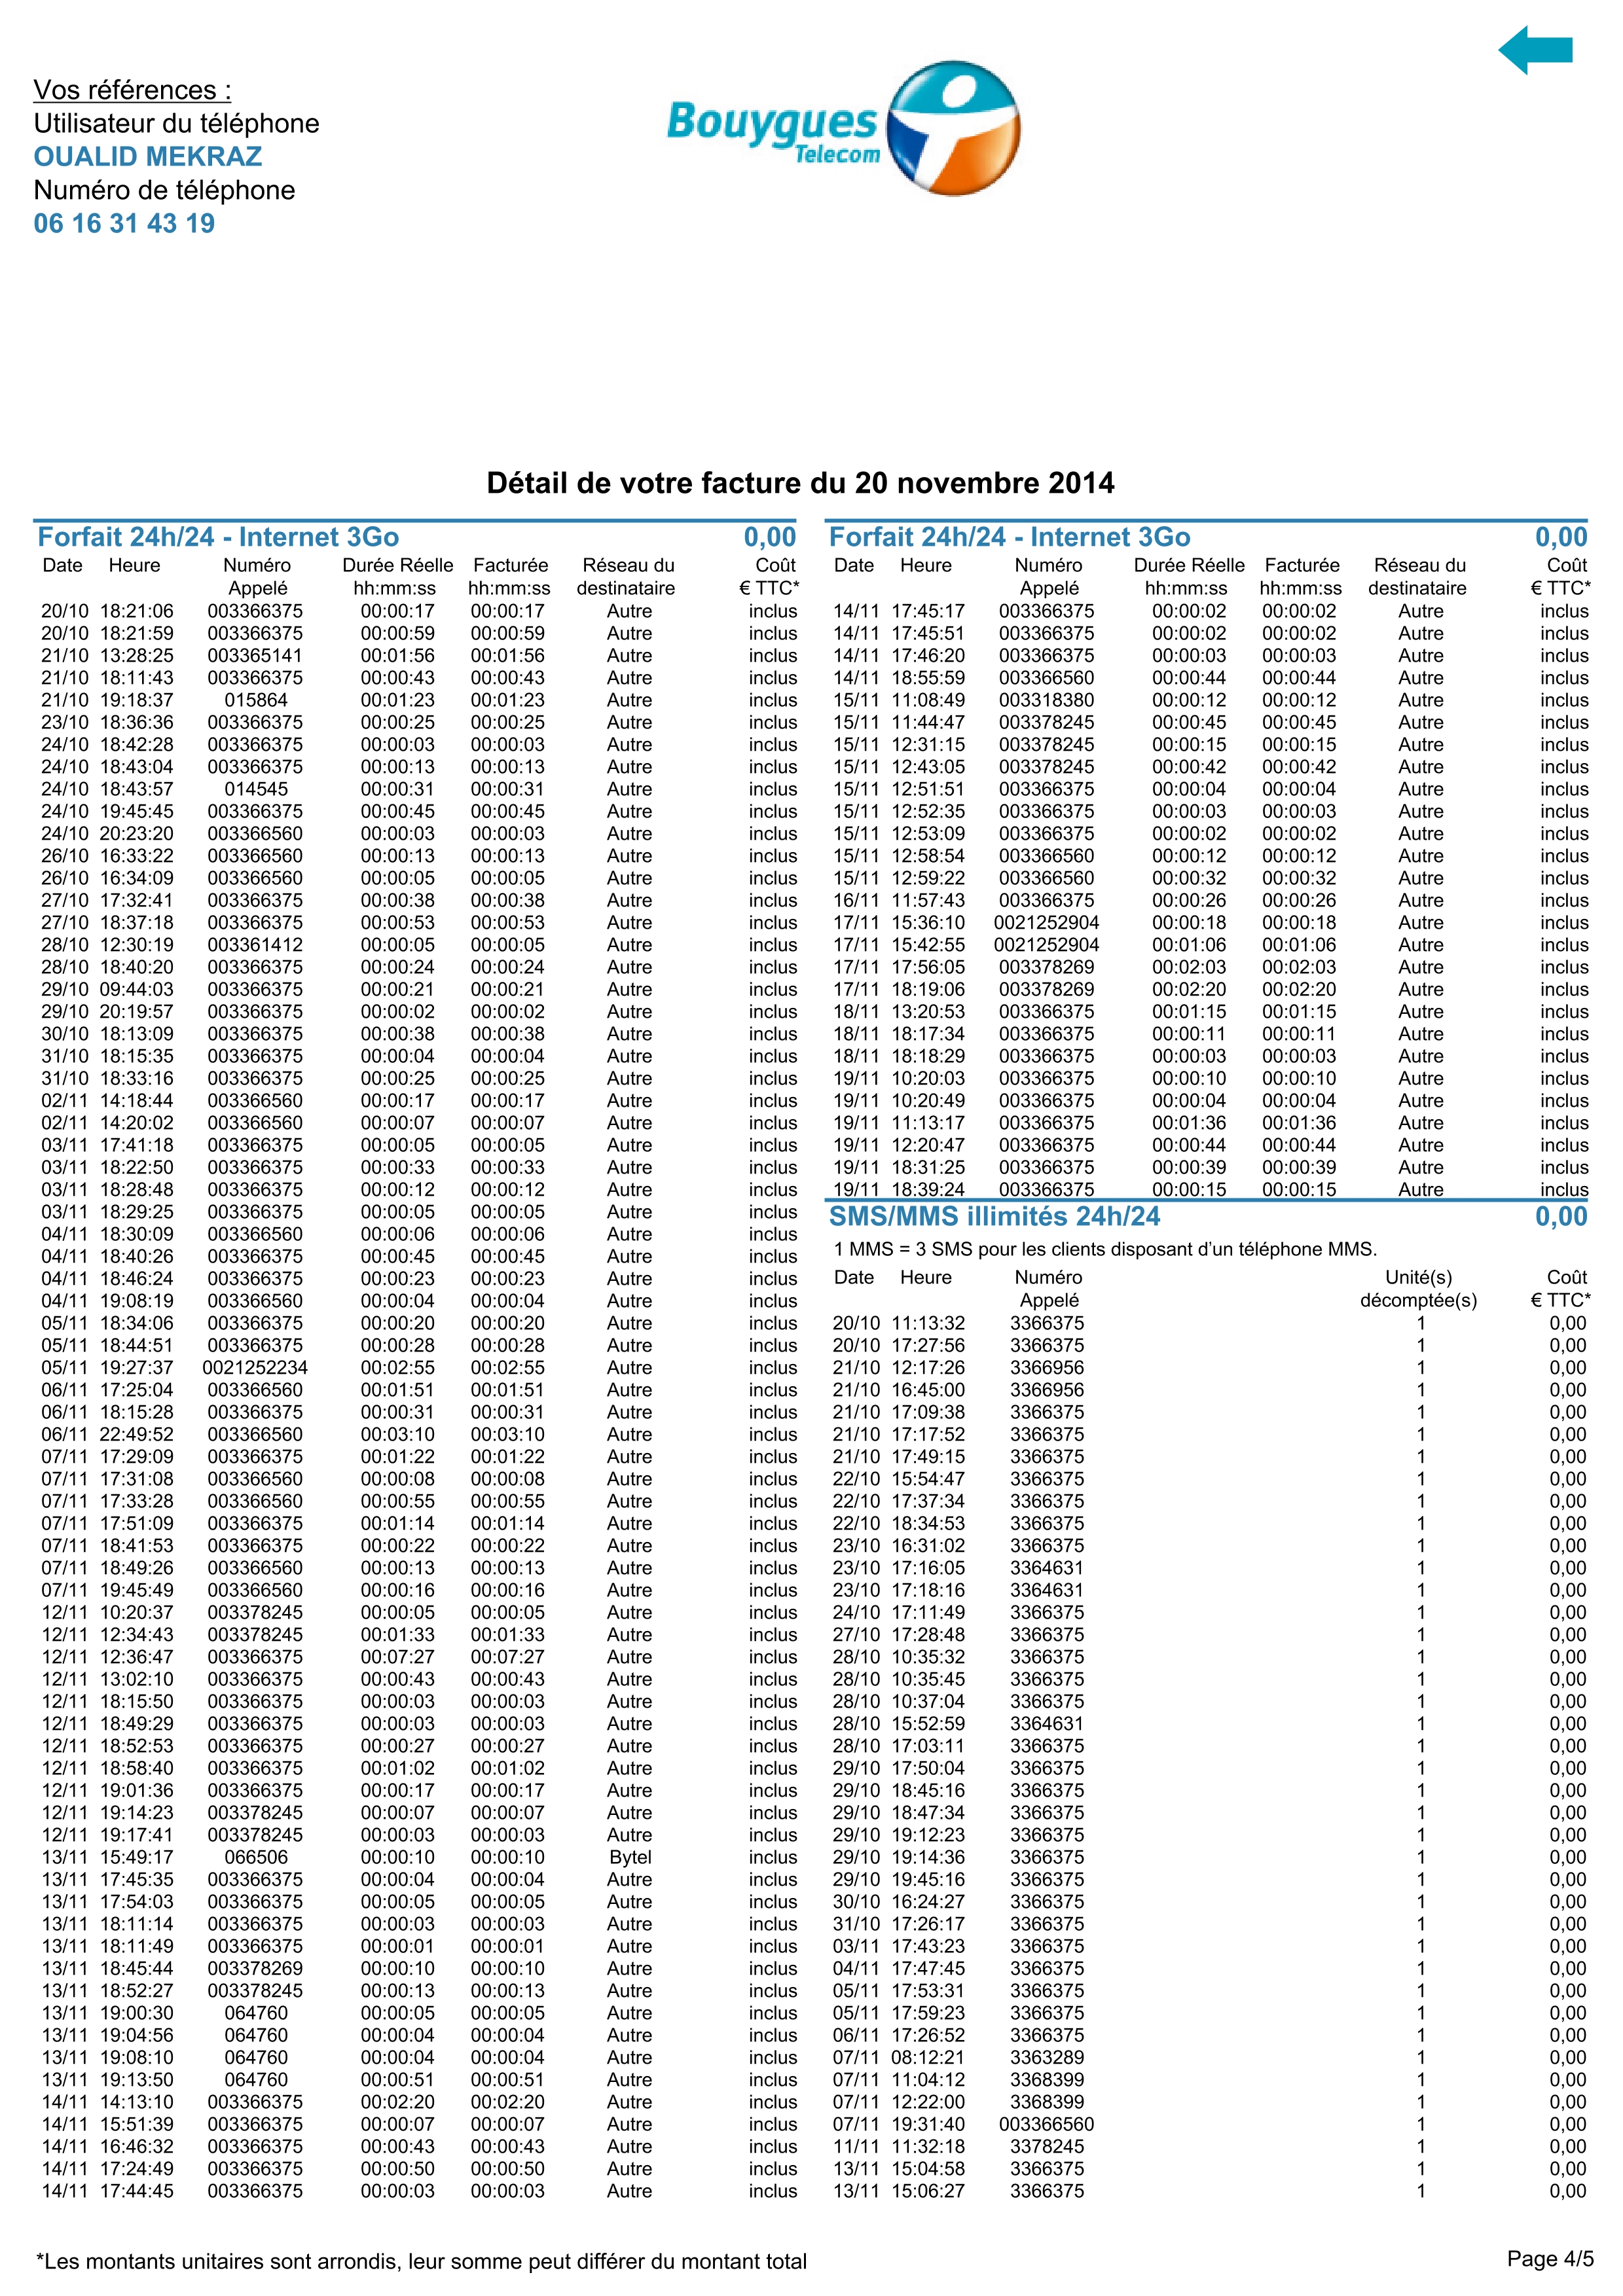 Vos références :
Utilisateur du téléphone
OUALID MEKRAZ
Numéro de téléphone
06 16 31 43 19
Bouygues
Telecom
Détail de votre facture du 20 novembre 2014
Forfait 24h/24 - Internet 3Go 0,00
Date Heure Numéro Durée Réelle Facturée Réseau du Coût
Appelé hh:mm:ss hh:mm:ss destinataire € TTC*
20/10 18:21:06 003366375 00:00:17 00:00:17 Autre inclus
20/10 18:21:59 003366375 00:00:59 00:00:59 Autre inclus
21/10 13:28:25 003365141 00:01:56 00:01:56 Autre inclus
21/10 18:11:43 003366375 00:00:43 00:00:43 Autre inclus
21/10 19:18:37 015864 00:01:23 00:01:23 Autre inclus
23/10 18:36:36 003366375 00:00:25 00:00:25 Autre inclus
24/10 18:42:28 003366375 00:00:03 00:00:03 Autre inclus
24/10 18:43:04 003366375 00:00:13 00:00:13 Autre inclus
24/10 18:43:57 014545 00:00:31 00:00:31 Autre inclus
24/10 19:45:45 003366375 00:00:45 00:00:45 Autre inclus
24/10 20:23:20 003366560 00:00:03 00:00:03 Autre inclus
26/10 16:33:22 003366560 00:00:13 00:00:13 Autre inclus
26/10 16:34:09 003366560 00:00:05 00:00:05 Autre inclus
27/10 17:32:41 003366375 00:00:38 00:00:38 Autre inclus
27/10 18:37:18 003366375 00:00:53 00:00:53 Autre inclus
28/10 12:30:19 003361412 00:00:05 00:00:05 Autre inclus
28/10 18:40:20 003366375 00:00:24 00:00:24 Autre inclus
29/10 09:44:03 003366375 00:00:21 00:00:21 Autre inclus
29/10 20:19:57 003366375 00:00:02 00:00:02 Autre inclus
30/10 18:13:09 003366375 00:00:38 00:00:38 Autre inclus
31/10 18:15:35 003366375 00:00:04 00:00:04 Autre inclus
31/10 18:33:16 003366375 00:00:25 00:00:25 Autre inclus
02/11 14:18:44 003366560 00:00:17 00:00:17 Autre inclus
02/11 14:20:02 003366560 00:00:07 00:00:07 Autre inclus
03/11 17:41:18 003366375 00:00:05 00:00:05 Autre inclus
03/11 18:22:50 003366375 00:00:33 00:00:33 Autre inclus
03/11 18:28:48 003366375 00:00:12 00:00:12 Autre inclus
03/11 18:29:25 003366375 00:00:05 00:00:05 Autre inclus
04/11 18:30:09 003366560 00:00:06 00:00:06 Autre inclus
04/11 18:40:26 003366375 00:00:45 00:00:45 Autre inclus
04/11 18:46:24 003366375 00:00:23 00:00:23 Autre inclus
04/11 19:08:19 003366560 00:00:04 00:00:04 Autre inclus
05/11 18:34:06 003366375 00:00:20 00:00:20 Autre inclus
05/11 18:44:51 003366375 00:00:28 00:00:28 Autre inclus
05/11 19:27:37 0021252234 00:02:55 00:02:55 Autre inclus
06/11 17:25:04 003366560 00:01:51 00:01:51 Autre inclus
06/11 18:15:28 003366375 00:00:31 00:00:31 Autre inclus
06/11 22:49:52 003366560 00:03:10 00:03:10 Autre inclus
07/11 17:29:09 003366375 00:01:22 00:01:22 Autre inclus
07/11 17:31:08 003366560 00:00:08 00:00:08 Autre inclus
07/11 17:33:28 003366560 00:00:55 00:00:55 Autre inclus
07/11 17:51:09 003366375 00:01:14 00:01:14 Autre inclus
07/11 18:41:53 003366375 00:00:22 00:00:22 Autre inclus
07/11 18:49:26 003366560 00:00:13 00:00:13 Autre inclus
07/11 19:45:49 003366560 00:00:16 00:00:16 Autre inclus
12/11 10:20:37 003378245 00:00:05 00:00:05 Autre inclus
12/11 12:34:43 003378245 00:01:33 00:01:33 Autre inclus
12/11 12:36:47 003366375 00:07:27 00:07:27 Autre inclus
12/11 13:02:10 003366375 00:00:43 00:00:43 Autre inclus
12/11 18:15:50 003366375 00:00:03 00:00:03 Autre inclus
12/11 18:49:29 003366375 00:00:03 00:00:03 Autre inclus
12/11 18:52:53 003366375 00:00:27 00:00:27 Autre inclus
12/11 18:58:40 003366375 00:01:02 00:01:02 Autre inclus
12/11 19:01:36 003366375 00:00:17 00:00:17 Autre inclus
12/11 19:14:23 003378245 00:00:07 00:00:07 Autre inclus
12/11 19:17:41 003378245 00:00:03 00:00:03 Autre inclus
13/11 15:49:17 066506 00:00:10 00:00:10 Bytel inclus
13/11 17:45:35 003366375 00:00:04 00:00:04 Autre inclus
13/11 17:54:03 003366375 00:00:05 00:00:05 Autre inclus
13/11 18:11:14 003366375 00:00:03 00:00:03 Autre inclus
13/11 18:11:49 003366375 00:00:01 00:00:01 Autre inclus
13/11 18:45:44 003378269 00:00:10 00:00:10 Autre inclus
13/11 18:52:27 003378245 00:00:13 00:00:13 Autre inclus
13/11 19:00:30 064760 00:00:05 00:00:05 Autre inclus
13/11 19:04:56 064760 00:00:04 00:00:04 Autre inclus
13/11 19:08:10 064760 00:00:04 00:00:04 Autre inclus
13/11 19:13:50 064760 00:00:51 00:00:51 Autre inclus
14/11 14:13:10 003366375 00:02:20 00:02:20 Autre inclus
14/11 15:51:39 003366375 00:00:07 00:00:07 Autre inclus
14/11 16:46:32 003366375 00:00:43 00:00:43 Autre inclus
14/11 17:24:49 003366375 00:00:50 00:00:50 Autre inclus
14/11 17:44:45 003366375 00:00:03 00:00:03 Autre inclus
Forfait 24h/24 - Internet 3Go 0,00
Date Heure Numéro Durée Réelle Facturée Réseau du Coût
Appelé hh:mm:ss hh:mm:ss destinataire € TTC*
14/11 17:45:17 003366375 00:00:02 00:00:02 Autre inclus
14/11 17:45:51 003366375 00:00:02 00:00:02 Autre inclus
14/11 17:46:20 003366375 00:00:03 00:00:03 Autre inclus
14/11 18:55:59 003366560 00:00:44 00:00:44 Autre inclus
15/11 11:08:49 003318380 00:00:12 00:00:12 Autre inclus
15/11 11:44:47 003378245 00:00:45 00:00:45 Autre inclus
15/11 12:31:15 003378245 00:00:15 00:00:15 Autre inclus
15/11 12:43:05 003378245 00:00:42 00:00:42 Autre inclus
15/11 12:51:51 003366375 00:00:04 00:00:04 Autre inclus
15/11 12:52:35 003366375 00:00:03 00:00:03 Autre inclus
15/11 12:53:09 003366375 00:00:02 00:00:02 Autre inclus
15/11 12:58:54 003366560 00:00:12 00:00:12 Autre inclus
15/11 12:59:22 003366560 00:00:32 00:00:32 Autre inclus
16/11 11:57:43 003366375 00:00:26 00:00:26 Autre inclus
17/11 15:36:10 0021252904 00:00:18 00:00:18 Autre inclus
17/11 15:42:55 0021252904 00:01:06 00:01:06 Autre inclus
17/11 17:56:05 003378269 00:02:03 00:02:03 Autre inclus
17/11 18:19:06 003378269 00:02:20 00:02:20 Autre inclus
18/11 13:20:53 003366375 00:01:15 00:01:15 Autre inclus
18/11 18:17:34 003366375 00:00:11 00:00:11 Autre inclus
18/11 18:18:29 003366375 00:00:03 00:00:03 Autre inclus
19/11 10:20:03 003366375 00:00:10 00:00:10 Autre inclus
19/11 10:20:49 003366375 00:00:04 00:00:04 Autre inclus
19/11 11:13:17 003366375 00:01:36 00:01:36 Autre inclus
19/11 12:20:47 003366375 00:00:44 00:00:44 Autre inclus
19/11 18:31:25 003366375 00:00:39 00:00:39 Autre inclus
19/11 18:39:24 003366375 00:00:15 00:00:15 Autre inclus
SMS/MMS illimités 24h/24 0,00
1 MMS = 3 SMS pour les clients disposant d'un téléphone MMS.
Date Heure Numéro Unité(s) Coût
Appelé décomptée(s) € TTC*
20/10 11:13:32 3366375 1 0,00
20/10 17:27:56 3366375 1 0,00
21/10 12:17:26 3366956 1 0,00
21/10 16:45:00 3366956 1 0,00
21/10 17:09:38 3366375 1 0,00
21/10 17:17:52 3366375 1 0,00
21/10 17:49:15 3366375 1 0,00
22/10 15:54:47 3366375 1 0,00
22/10 17:37:34 3366375 1 0,00
22/10 18:34:53 3366375 1 0,00
23/10 16:31:02 3366375 1 0,00
23/10 17:16:05 3364631 1 0,00
23/10 17:18:16 3364631 1 0,00
24/10 17:11:49 3366375 1 0,00
27/10 17:28:48 3366375 1 0,00
28/10 10:35:32 3366375 1 0,00
28/10 10:35:45 3366375 1 0,00
28/10 10:37:04 3366375 1 0,00
28/10 15:52:59 3364631 1 0,00
28/10 17:03:11 3366375 1 0,00
29/10 17:50:04 3366375 1 0,00
29/10 18:45:16 3366375 1 0,00
29/10 18:47:34 3366375 1 0,00
29/10 19:12:23 3366375 1 0,00
29/10 19:14:36 3366375 1 0,00
29/10 19:45:16 3366375 1 0,00
30/10 16:24:27 3366375 1 0,00
31/10 17:26:17 3366375 1 0,00
03/11 17:43:23 3366375 1 0,00
04/11 17:47:45 3366375 1 0,00
05/11 17:53:31 3366375 1 0,00
05/11 17:59:23 3366375 1 0,00
06/11 17:26:52 3366375 1 0,00
07/11 08:12:21 3363289 1 0,00
07/11 11:04:12 3368399 1 0,00
07/11 12:22:00 3368399 1 0,00
07/11 19:31:40 003366560 1 0,00
11/11 11:32:18 3378245 1 0,00
13/11 15:04:58 3366375 1 0,00
13/11 15:06:27 3366375 1 0,00
*Les montants unitaires sont arrondis, leur somme peut différer du montant total
Page 4/5